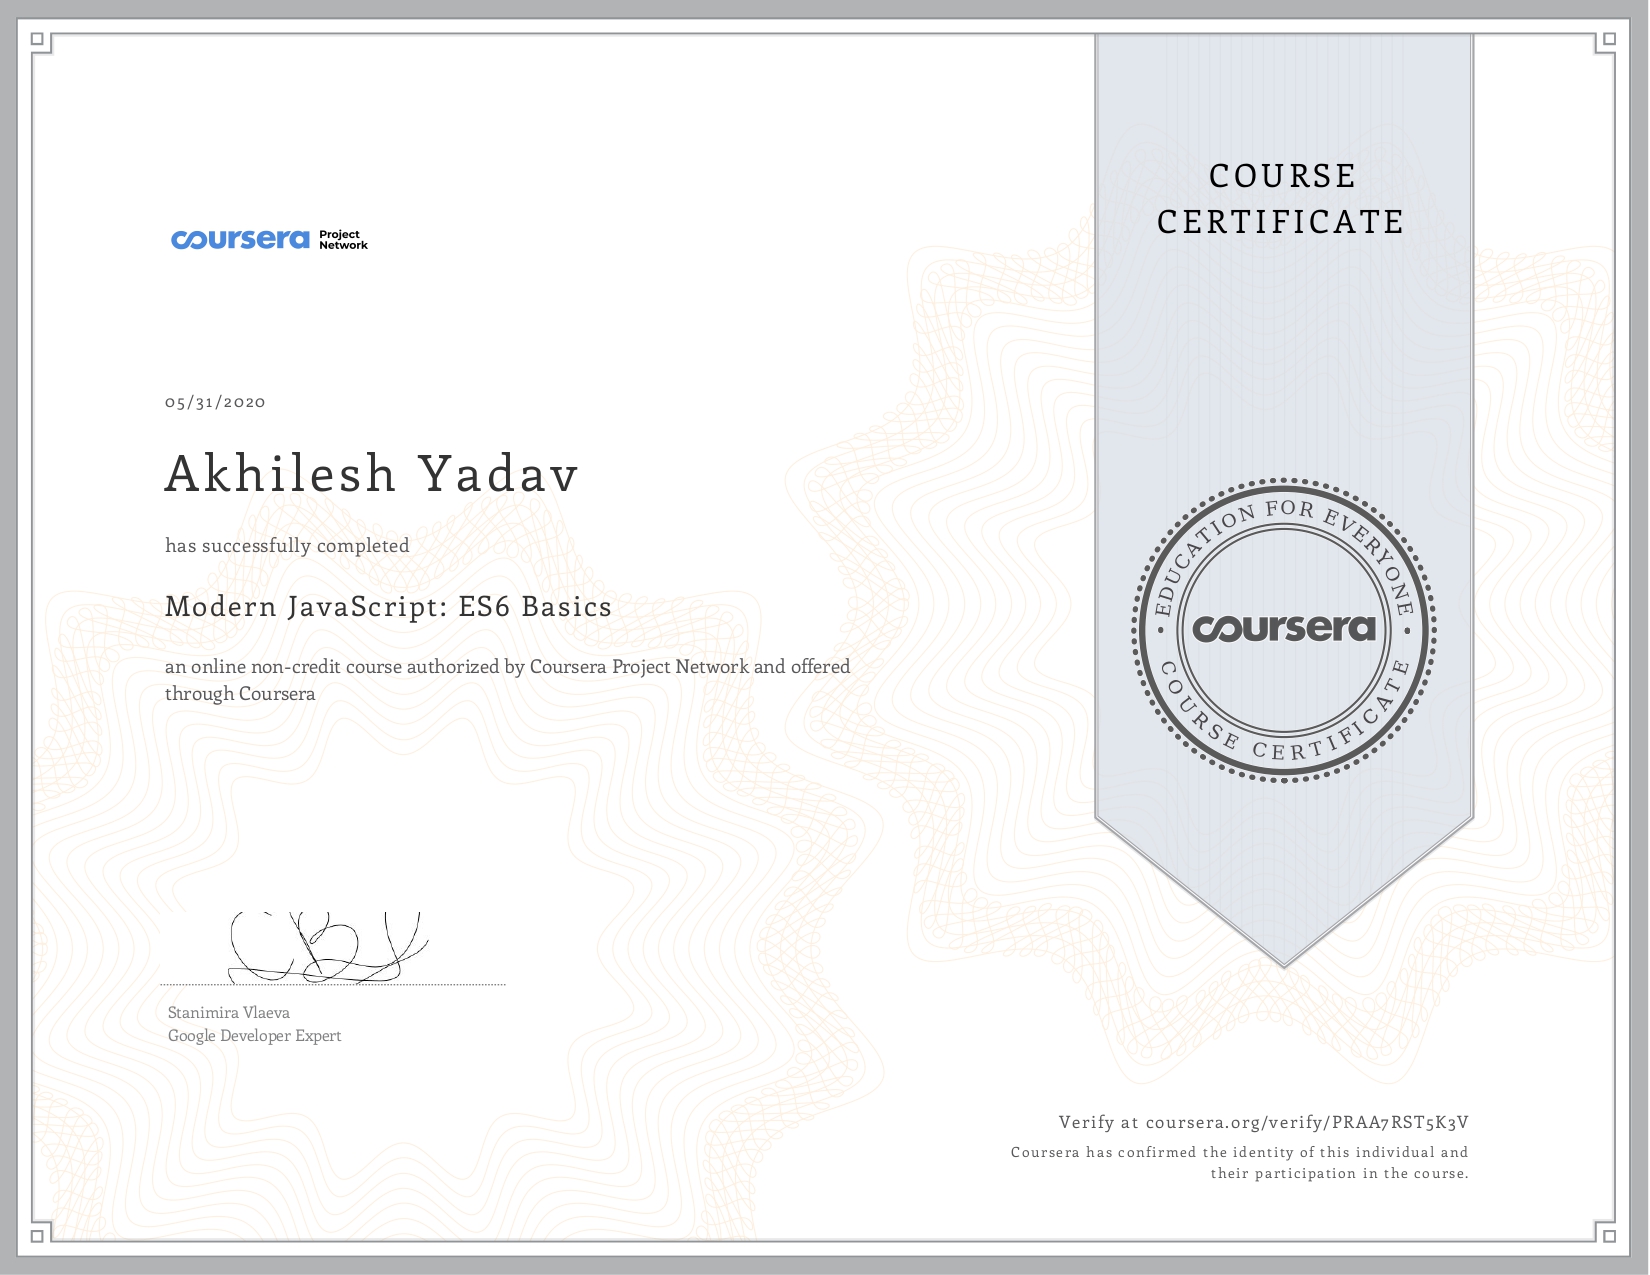 COURSE
CERTIFICATE
coursera Project
Network
05/31/2020
Akhilesh Yadav
has successfully completed
Modern JavaScript: ES6 Basics
an online non-credit course authorized by Coursera Project Network and offered
through Coursera
EDUCATION FOR EVERYONE
coursera
COURSE CERTIFICATE
Stanimira Vlaeva
Google Developer Expert
Verify at coursera.org/verify/PRAA7RST5K3V
Coursera has confirmed the identity of this individual and
their participation in the course.